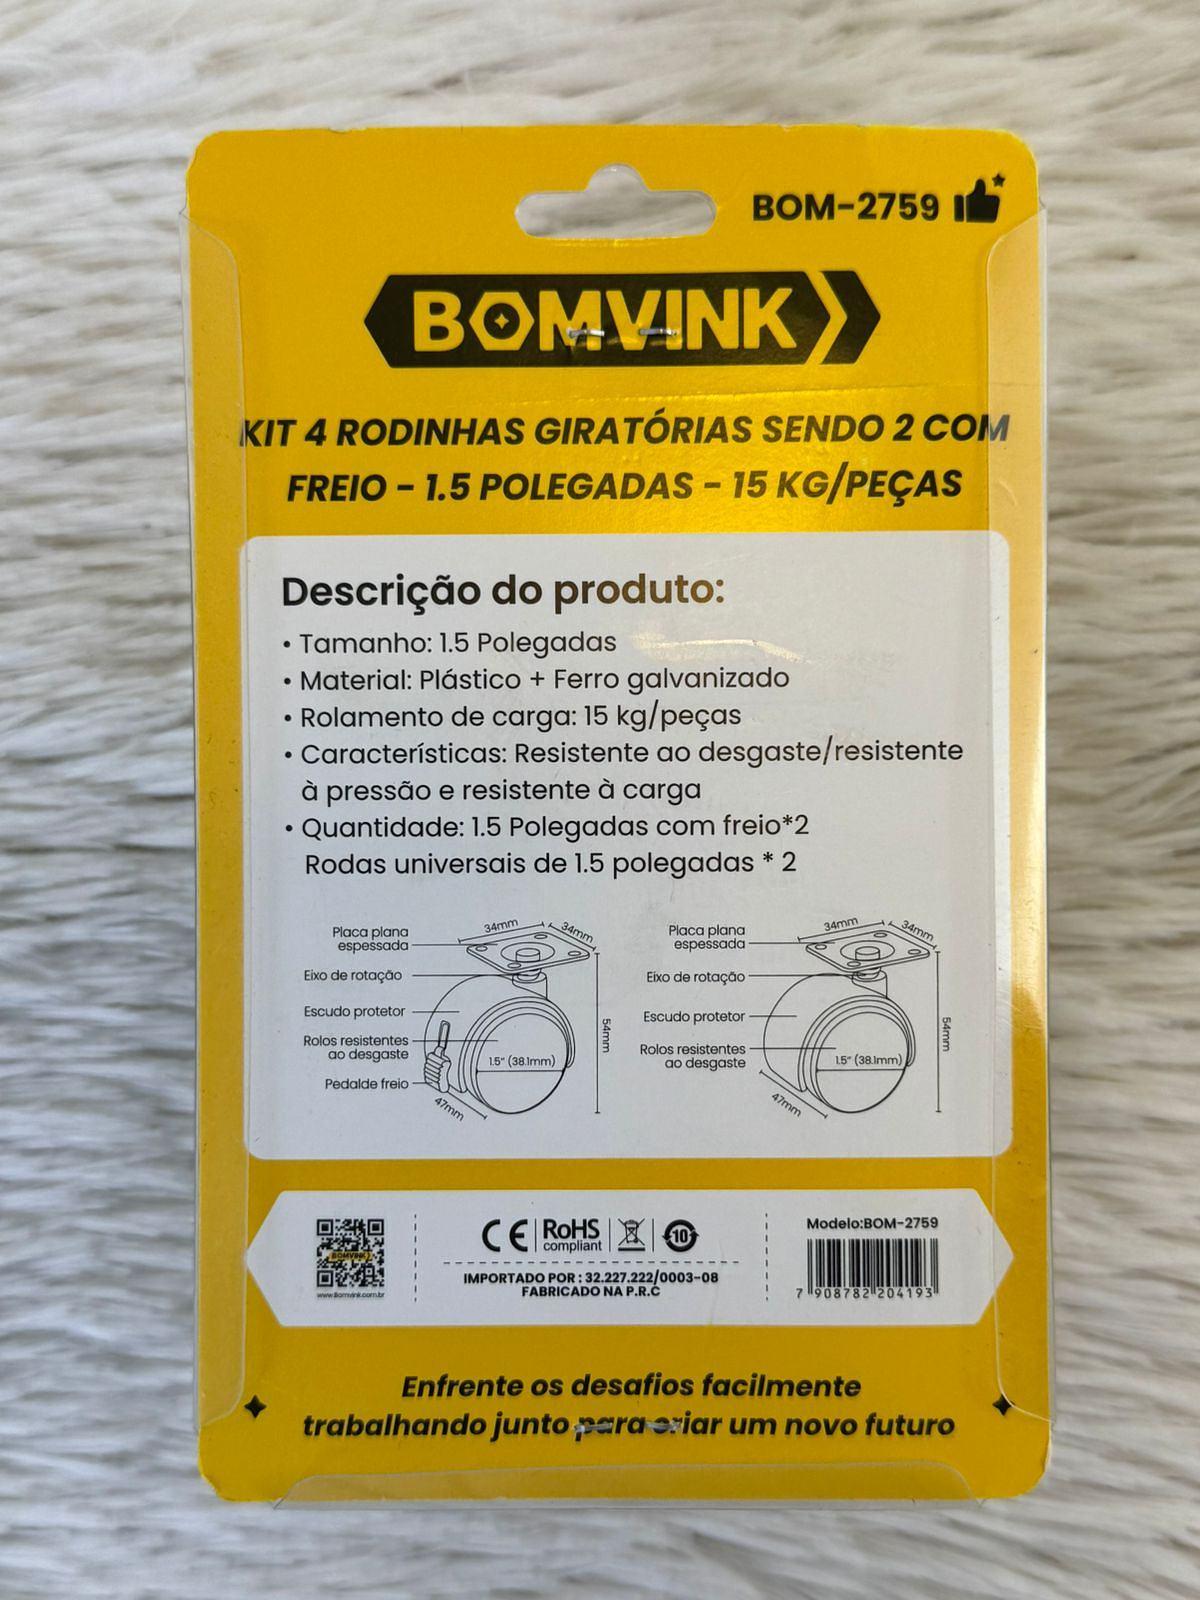 BOM-2759
BOMVINK
KIT 4 RODINHAS GIRATÓRIAS SENDO 2 COM
FREIO - 1.5 POLEGADAS - 15 KG/PEÇAS
Descrição do produto:
• Tamanho: 1.5 Polegadas
• Material: Plástico + Ferro galvanizado
• Rolamento de carga: 15 kg/peças
• Características: Resistente ao desgaste/resistente
à pressão e resistente à carga
• Quantidade: 1.5 Polegadas com freio*2
Rodas universais de 1.5 polegadas * 2
Placa plana
espessada
Eixo de rotação
Escudo protetor
Rolos resistentes
ao desgaste
Pedalde freio
34mm
34mm
54mm
1.5" (38.1mm)
47mm
Placa plana
espessada
Eixo de rotação
Escudo protetor
Rolos resistentes
ao desgaste
34mm
34mm
54mm
1.5" (38.1mm)
47mm
BOMVINK
www.Bomvink.com.br
CE
RoHS
compliant
10
IMPORTADO POR : 32.227.222/0003-08
FABRICADO NA P.R.C
Modelo:BOM-2759
7 908782 204193
Enfrente os desafios facilmente
trabalhando junto para criar um novo futuro